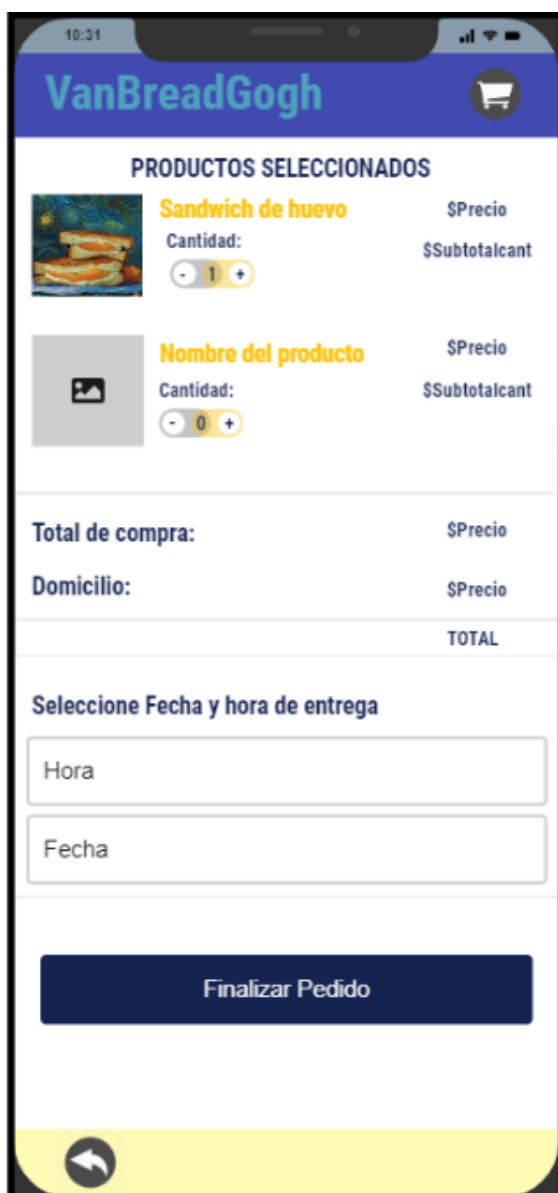 10:31
VanBreadGogh
PRODUCTOS SELECCIONADOS
Sandwich de huevo $Precio
Cantidad: $Subtotalcant
- 1 +
Nombre del producto $Precio
Cantidad: $Subtotalcant
- 0 +
Total de compra: $Precio
Domicilio: $Precio
TOTAL
Seleccione Fecha y hora de entrega
Hora
Fecha
Finalizar Pedido